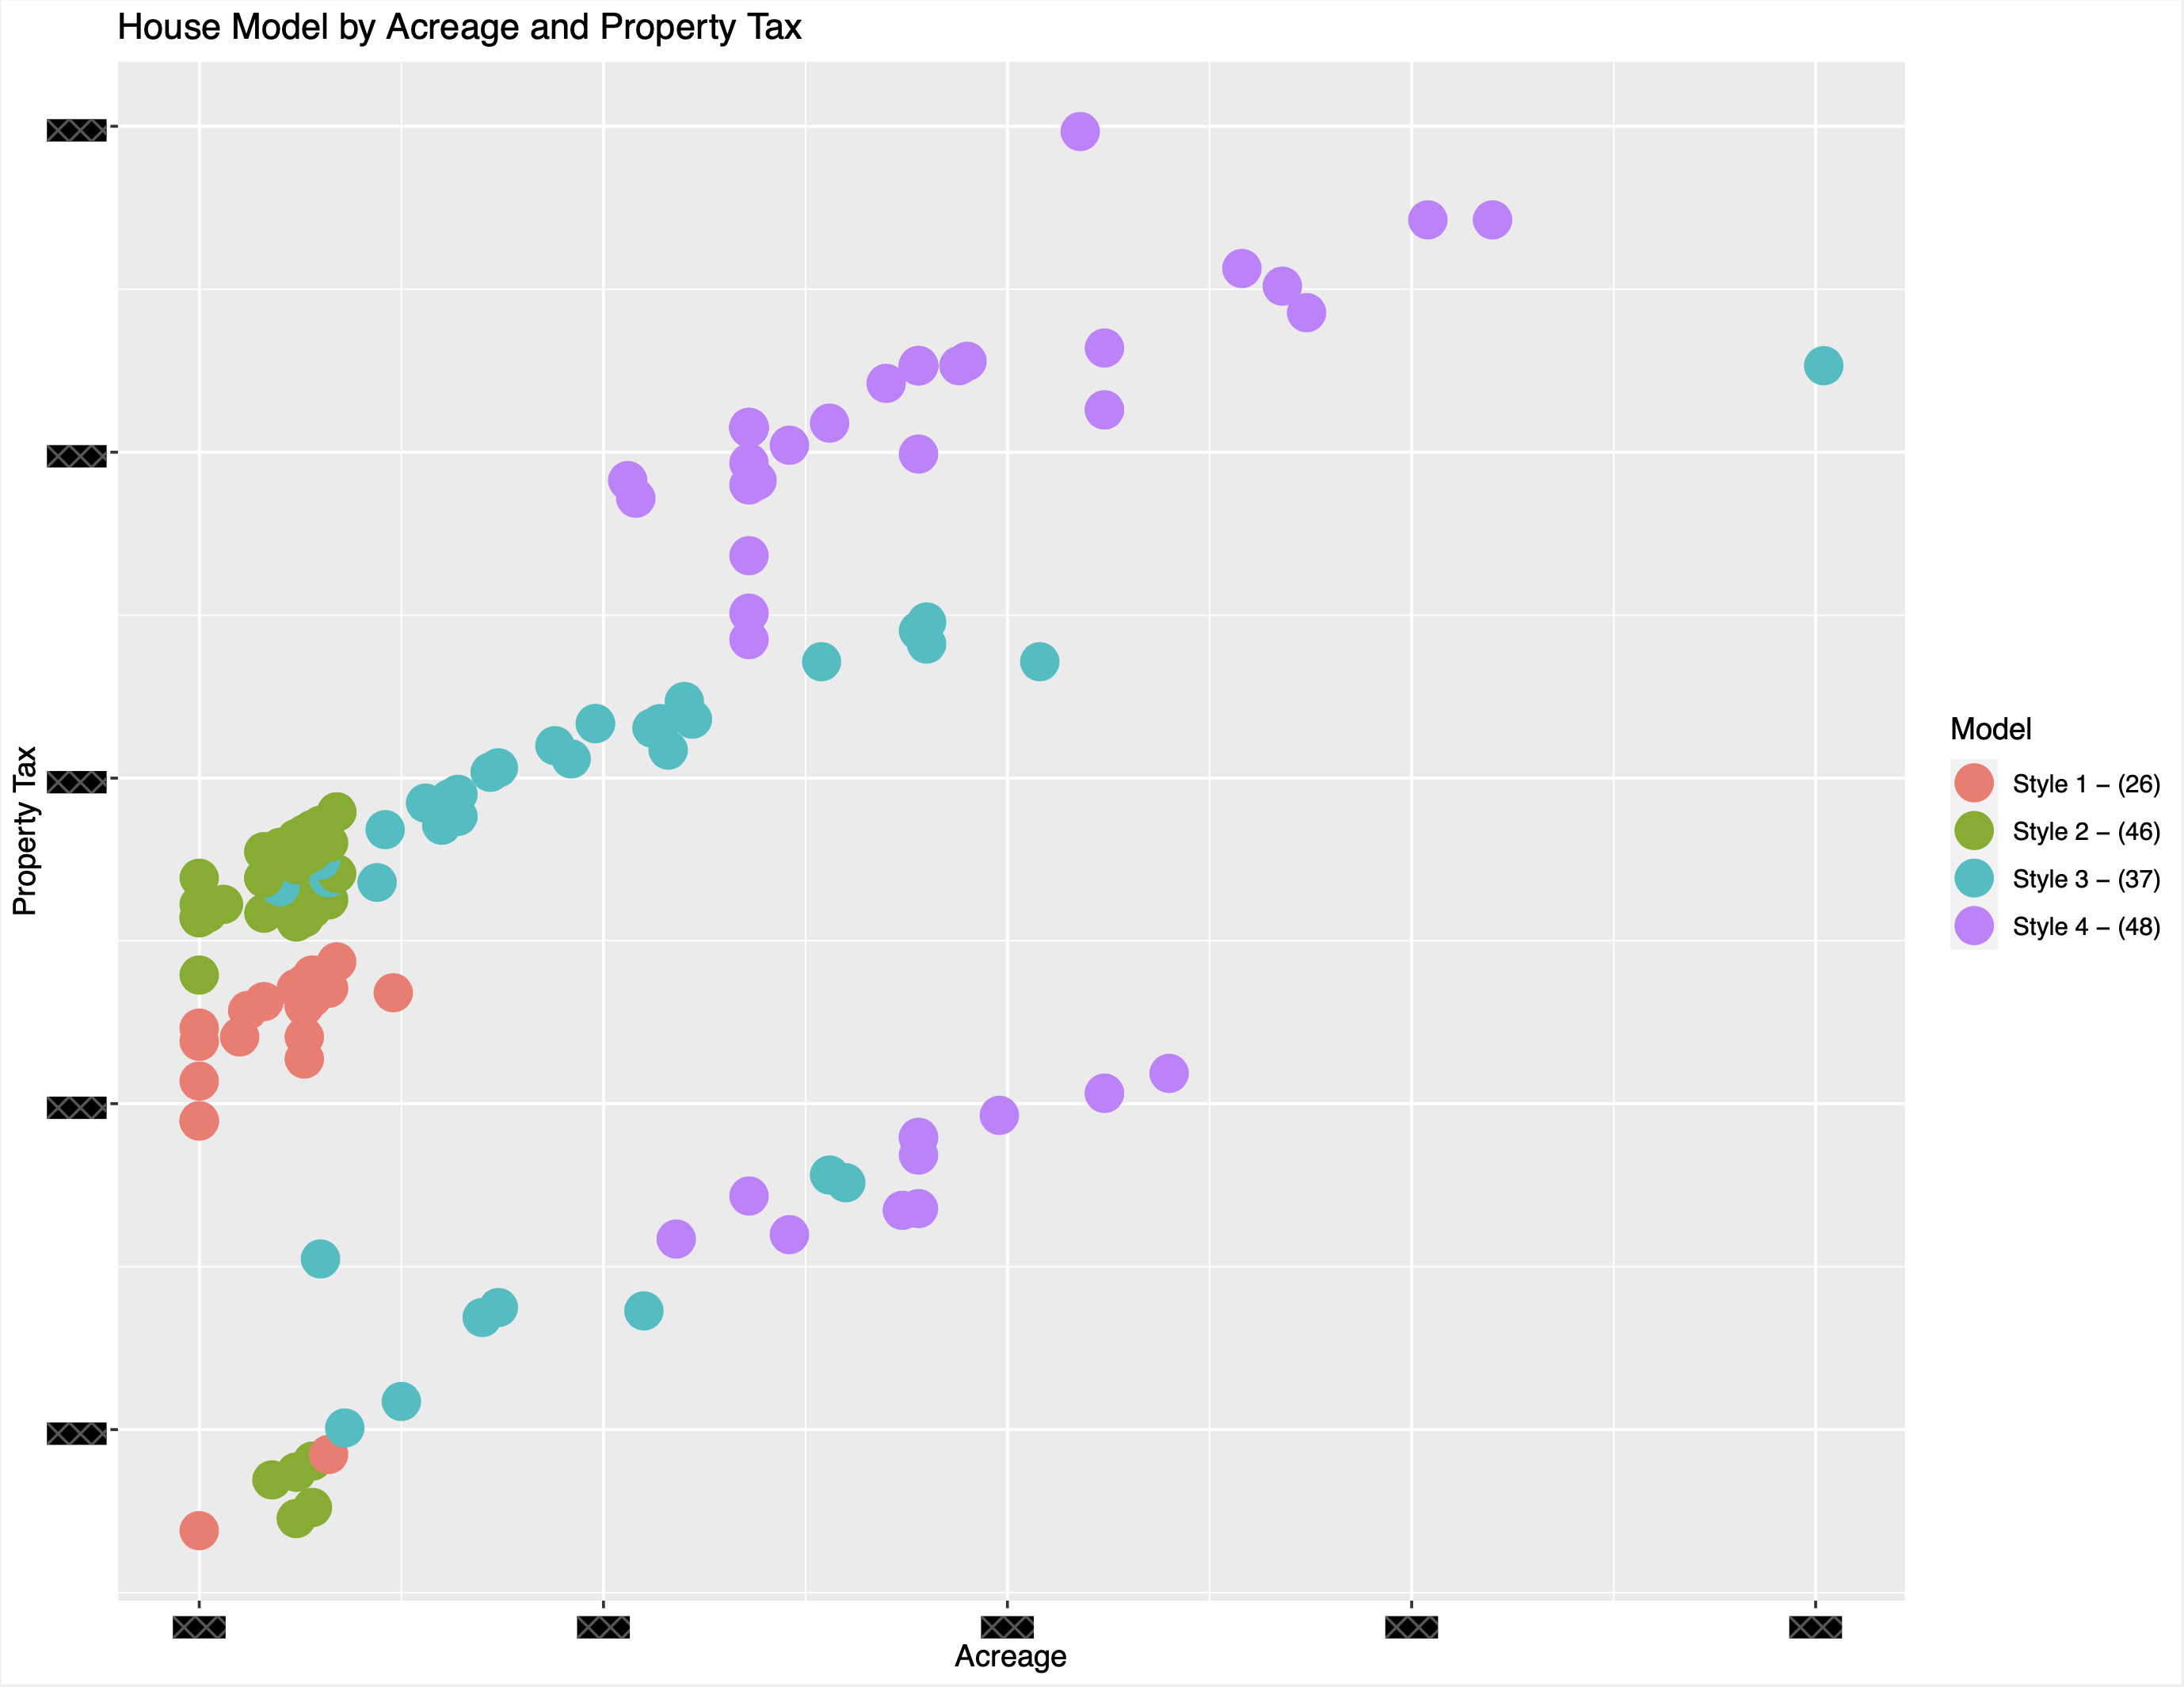 House Model by Acreage and Property Tax
Property Tax
Model
Style 1 – (26)
Style 2 – (46)
Style 3 – (37)
Style 4 – (48)
Acreage